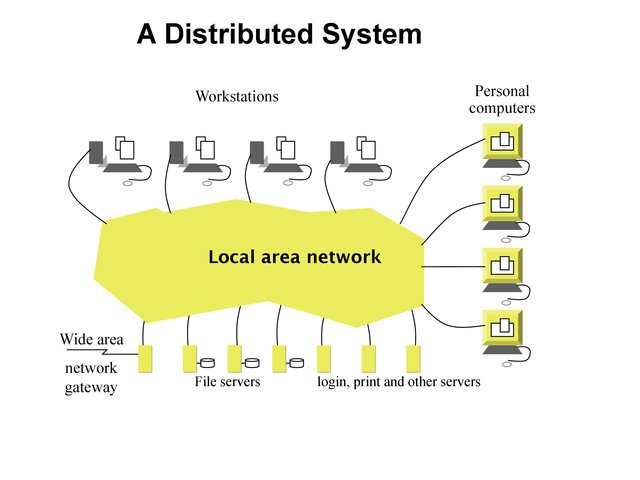 A Distributed System
Workstations
Personal
computers
Local area network
Wide area
network
gateway
File servers
login, print and other servers